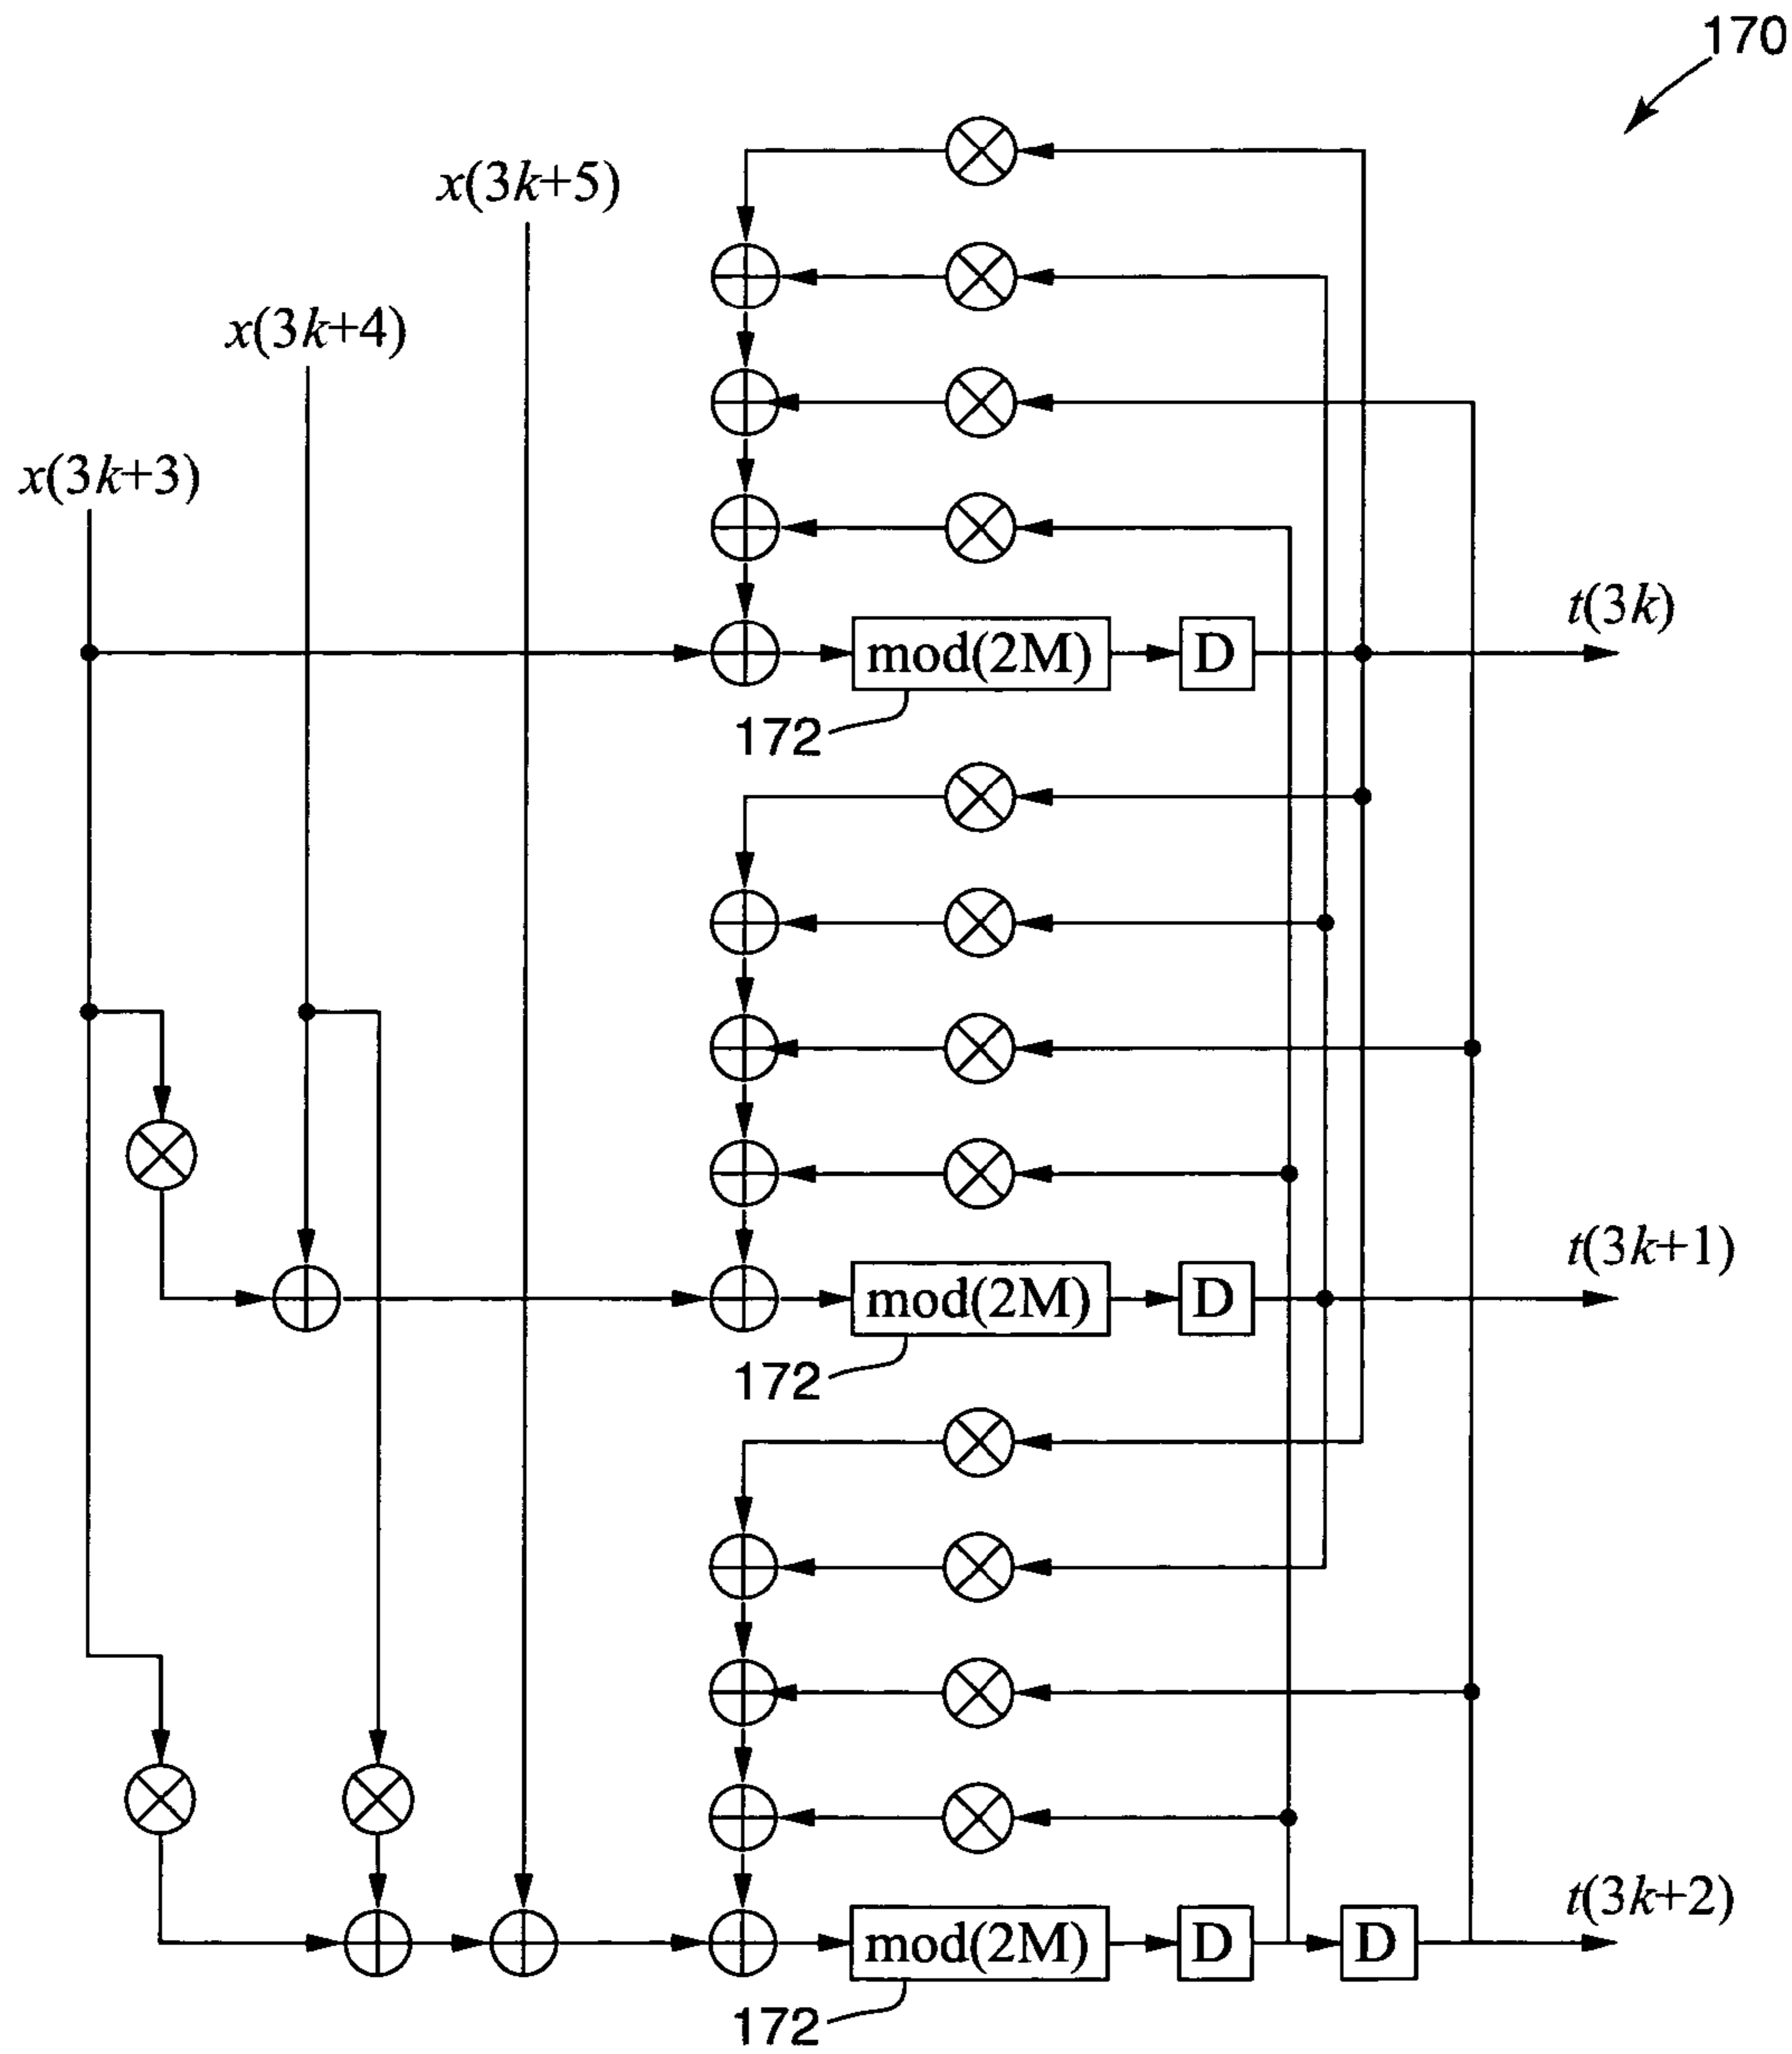 170
x(3k+5)
x(3k+4)
x(3k+3)
t(3k)
mod(2M)
D
172
t(3k+1)
mod(2M)
D
172
t(3k+2)
mod(2M)
D
D
172